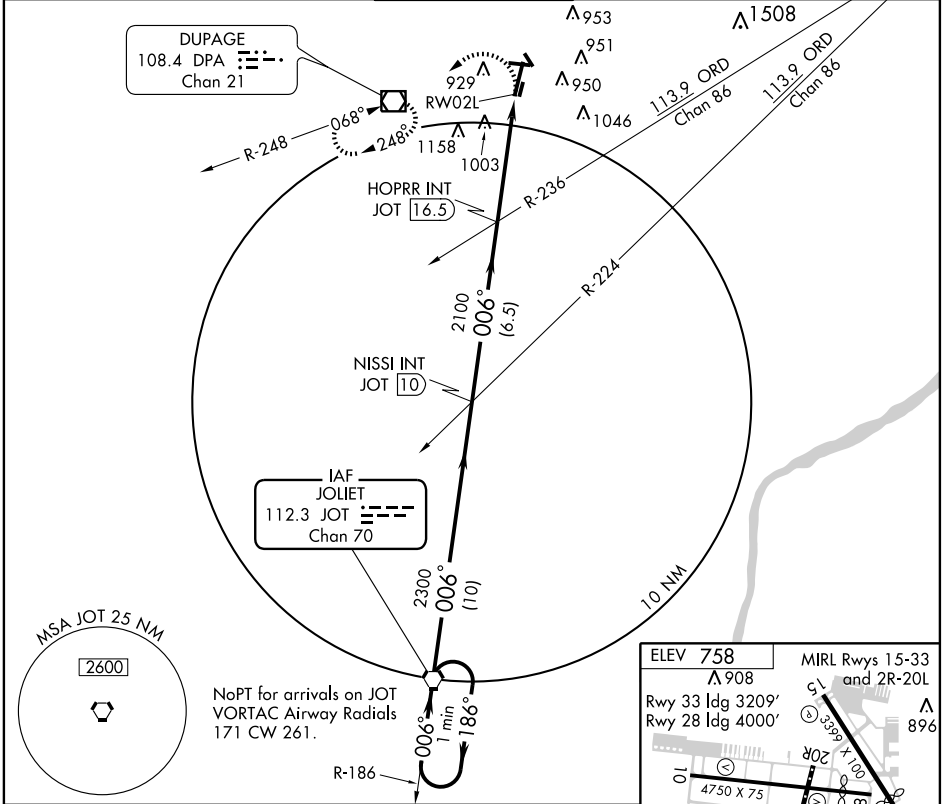 DUPAGE
108.4 DPA
Chan 21
953
1508
951
950
929
RW02L
1046
113.9 ORD
Chan 86
113.9 ORD
Chan 86
068°
R-248
248°
1158
1003
HOPRR INT
JOT 16.5
R-236
R-224
2100
006°
(6.5)
NISSI INT
JOT 10
IAF
JOLIET
112.3 JOT
Chan 70
2300
006°
(10)
10 NM
MSA JOT 25 NM
2600
NoPT for arrivals on JOT
VORTAC Airway Radials
171 CW 261.
006°
1 min
186°
R-186
ELEV 758
908
Rwy 33 ldg 3209'
Rwy 28 ldg 4000'
MIRL Rwys 15-33
and 2R-20L
896
15
P
3399 X 100
20R
V
10
4750 X 75